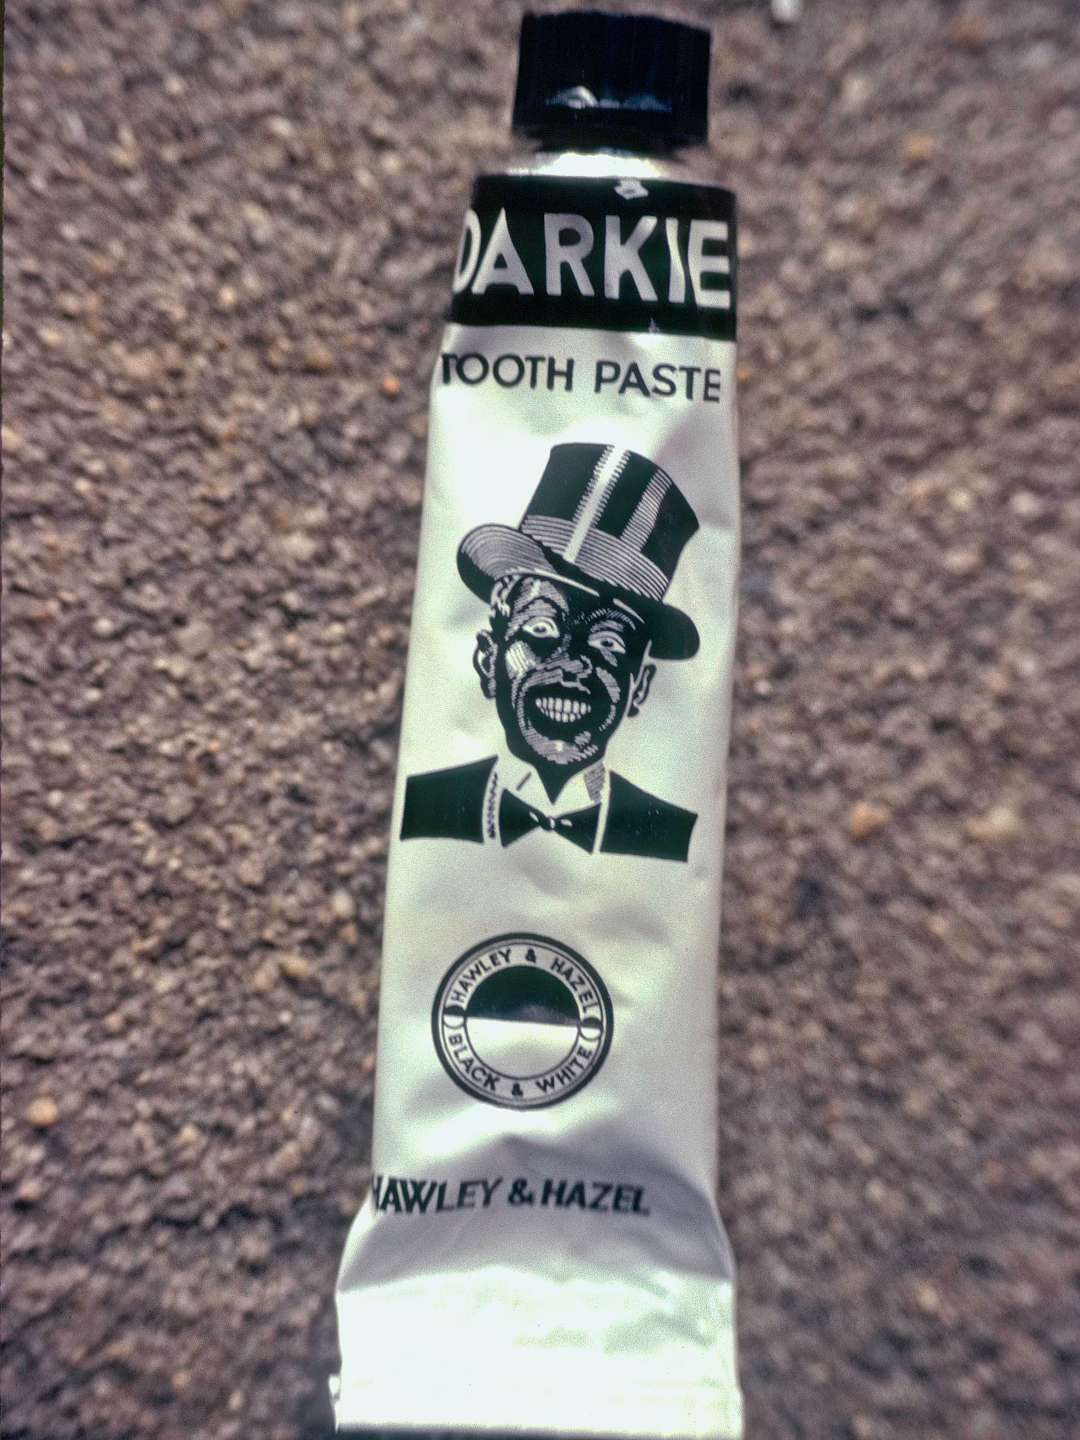 DARKIE
TOOTH PASTE
HAWLEY & HAZEL
BLACK & WHITE
HAWLEY & HAZEL